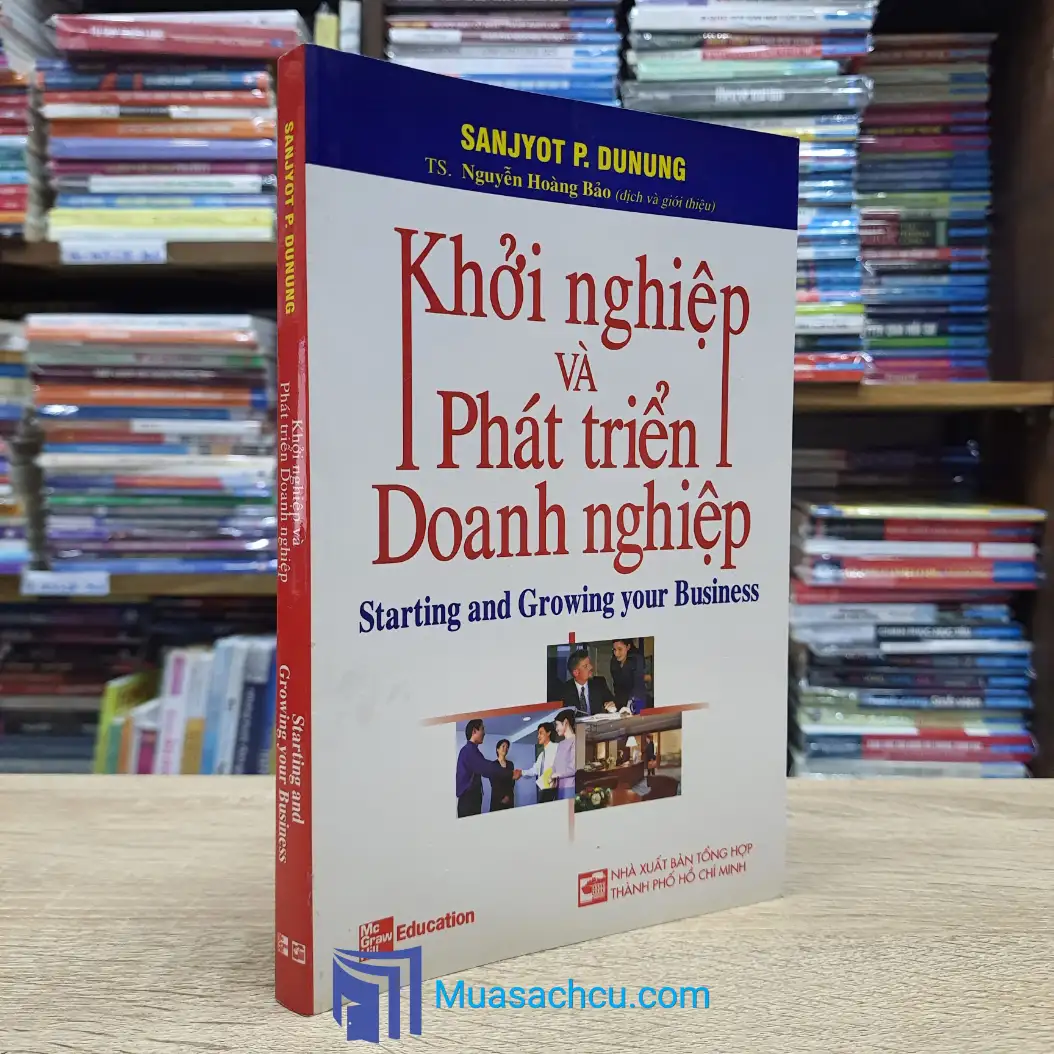 SANJYOT P. DUNUNG
TS. Nguyễn Hoàng Bảo (dịch và giới thiệu)
Khởi nghiệp
VÀ
Phát triển
Doanh nghiệp
Starting and Growing your Business
NHÀ XUẤT BẢN TỔNG HỢP
THÀNH PHỐ HỒ CHÍ MINH
Mc
Graw
Hill
Education
SANJYOT P. DUNUNG
Khởi nghiệp và
Phát triển Doanh nghiệp
Starting and
Growing your Business
Muasachcu.com